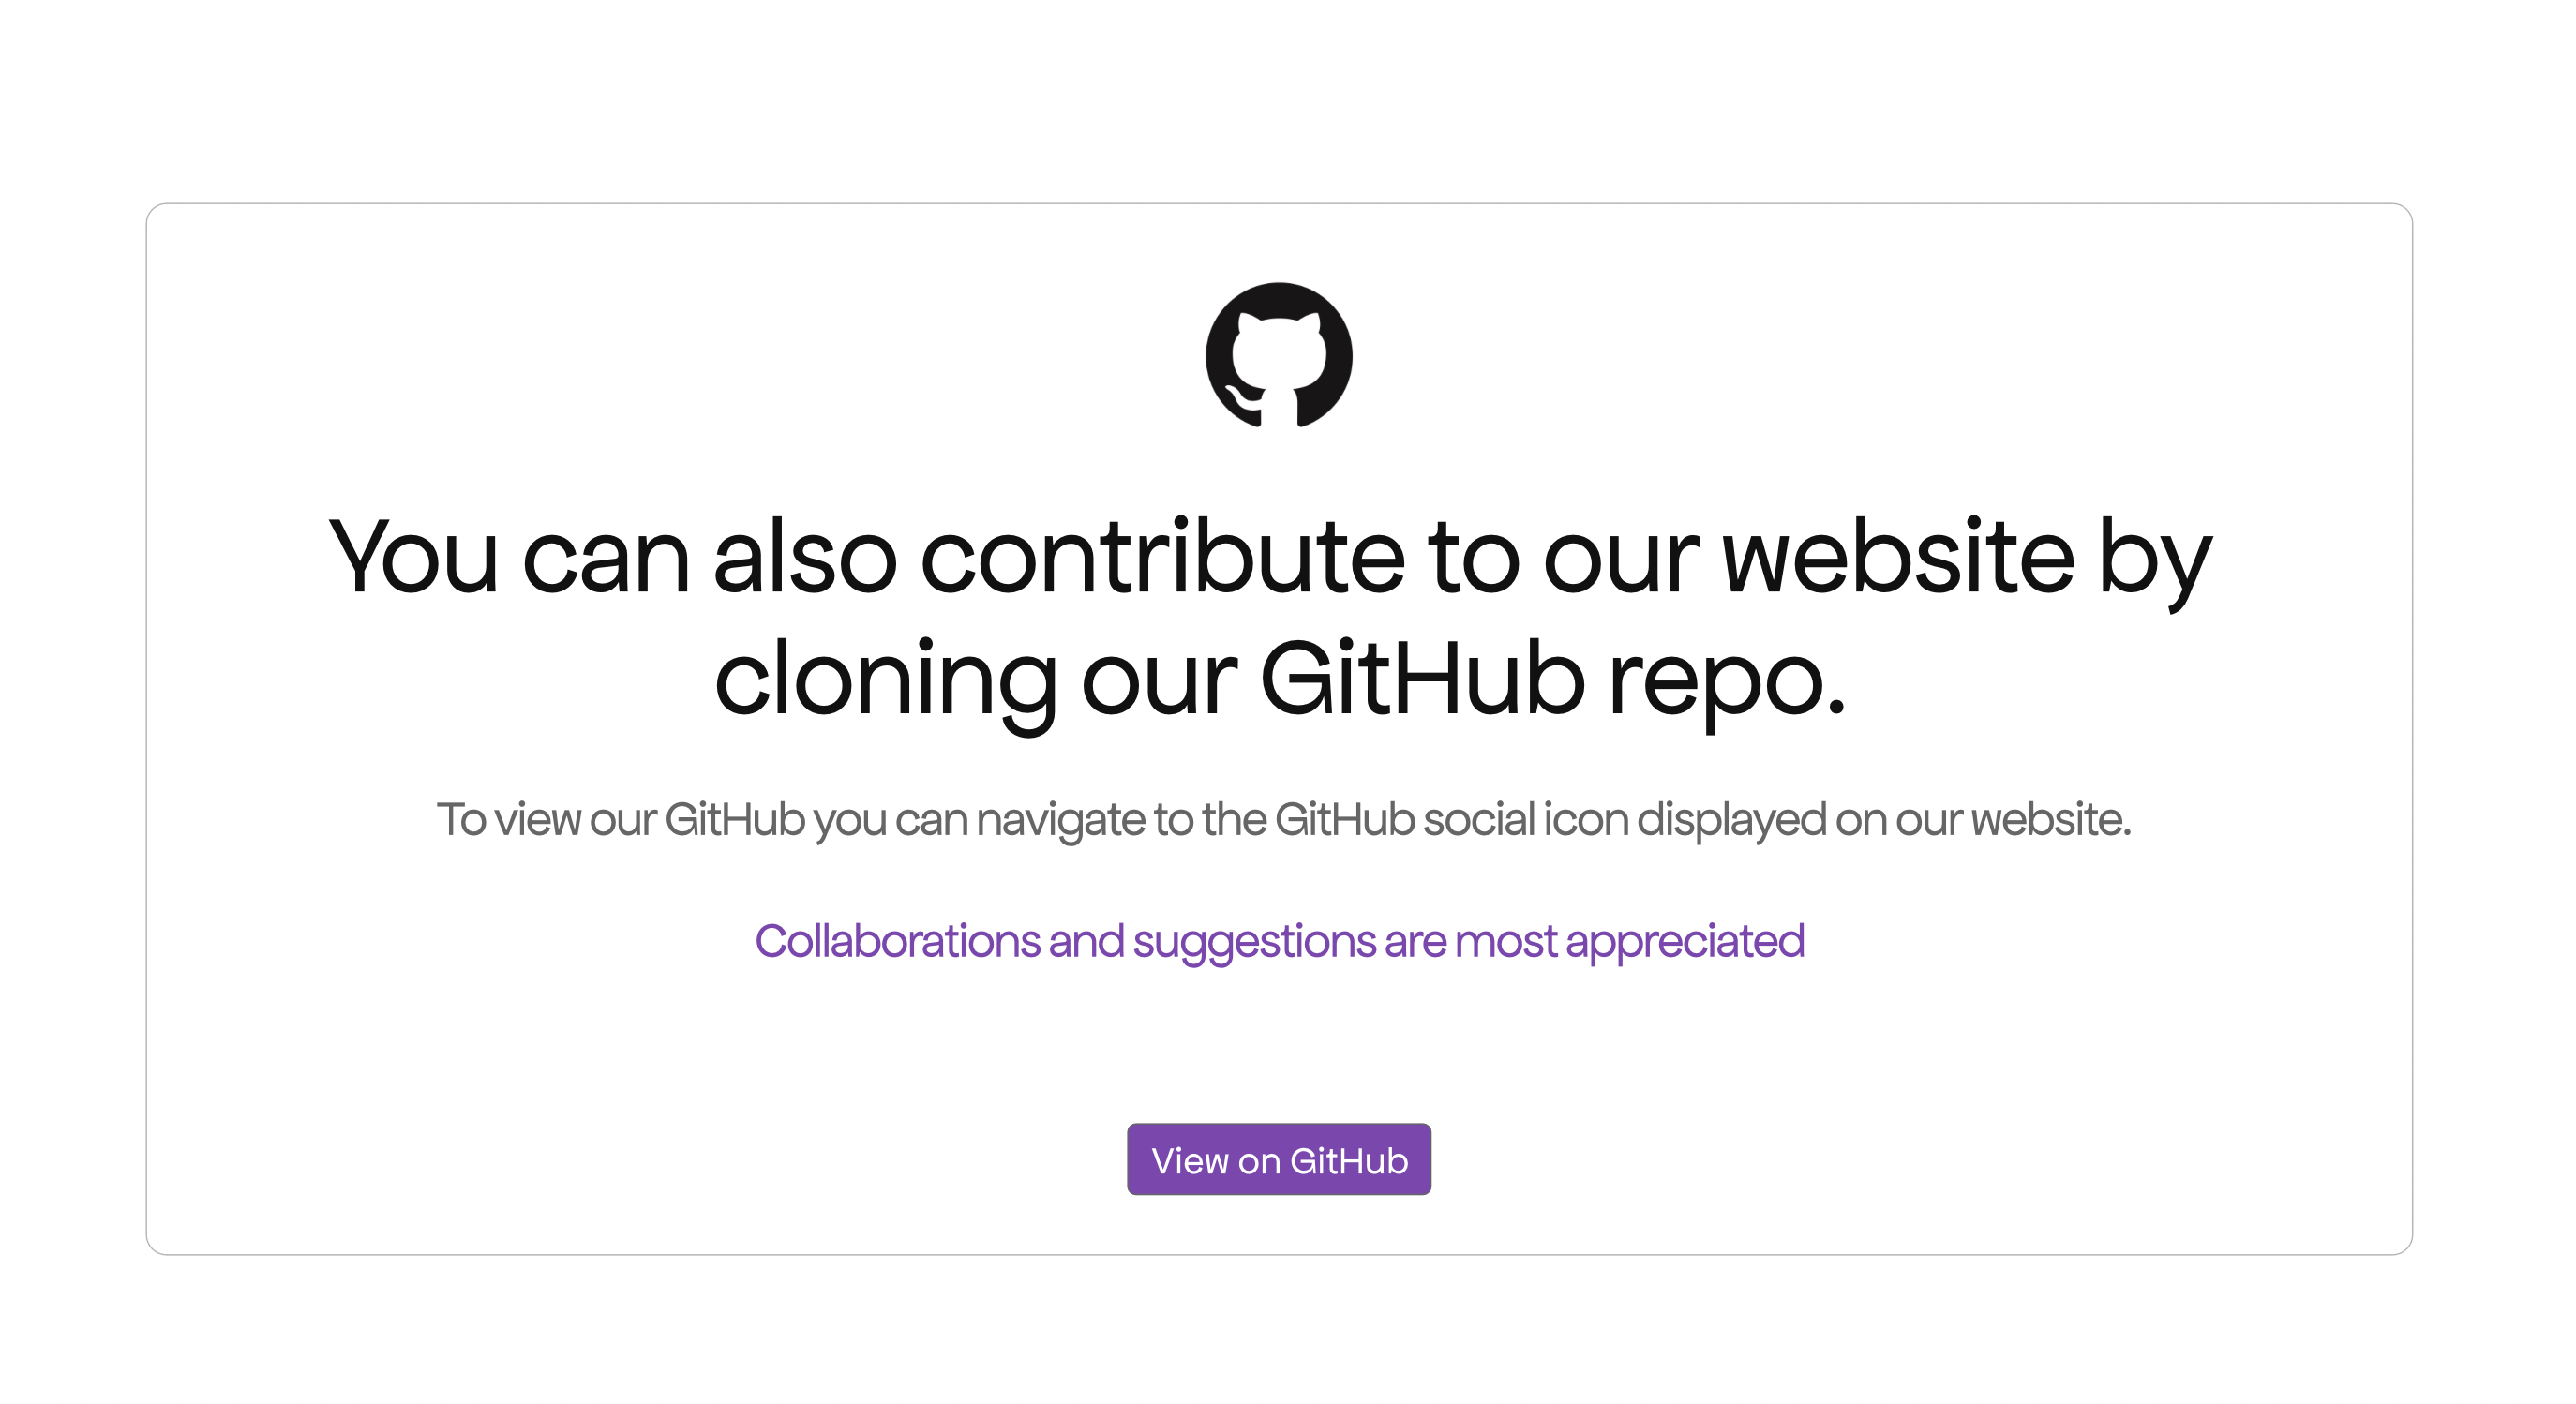 You can also contribute to our website by
cloning our GitHub repo.
To view our GitHub you can navigate to the GitHub social icon displayed on our website.
Collaborations and suggestions are most appreciated
View on GitHub